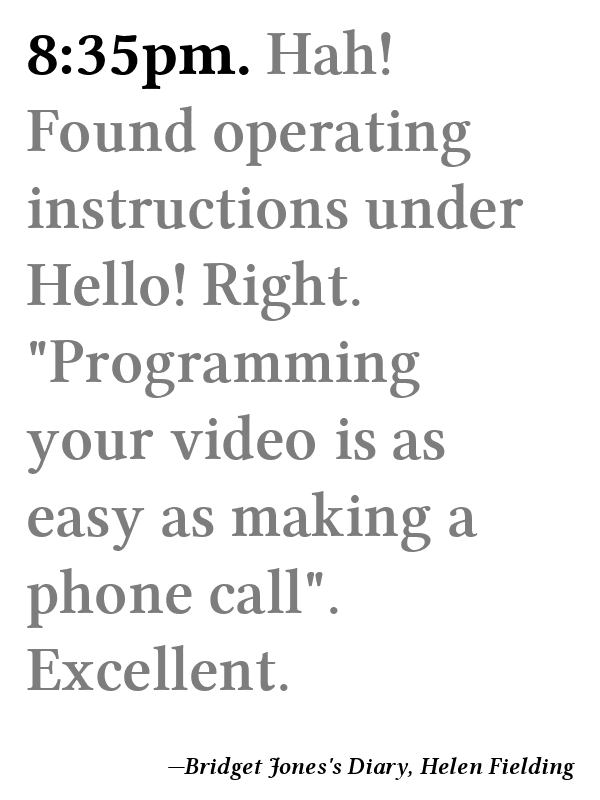 8:35pm. Hah!
Found operating
instructions under
Hello! Right.
"Programming
your video is as
easy as making a
phone call".
Excellent.
—Bridget Jones's Diary, Helen Fielding